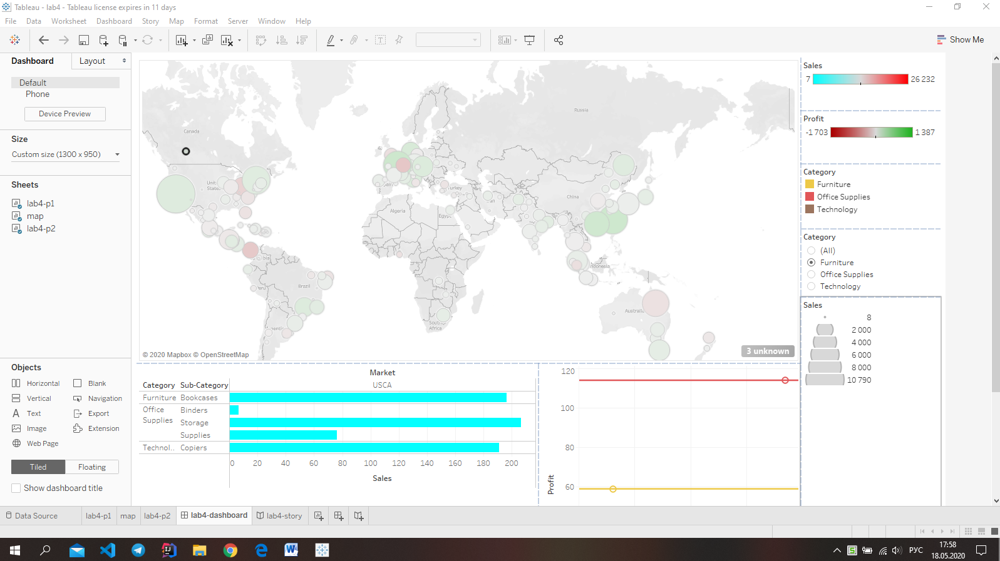 Tableau - lab4 - Tableau license expires in 11 days
File Data Worksheet Dashboard Story Map Format Server Window Help
Show Me
Dashboard Layout
Default
Phone
Device Preview
Size
Custom size (1300 x 950)
Sheets
lab4-p1
map
lab4-p2
Objects
Horizontal Blank
Vertical Navigation
Text Export
Image Extension
Web Page
Tiled Floating
Show dashboard title
Canada
United
States
Russia
China
Algeria
Egypt
Turkey
Brazil
South
Africa
Australia
© 2020 Mapbox © OpenStreetMap
3 unknown
Market
Category Sub-Category USCA
Furniture Bookcases
Office
Supplies
Binders
Storage
Supplies
Technol.. Copiers
0 20 40 60 80 100 120 140 160 180 200
Sales
120
100
80
60
Profit
Sales
7 26 232
Profit
-1 703 1 387
Category
Furniture
Office Supplies
Technology
Category
(All)
Furniture
Office Supplies
Technology
Sales
8
2 000
4 000
6 000
8 000
10 790
Data Source lab4-p1 map lab4-p2 lab4-dashboard lab4-story
РУС
17:58
18.05.2020